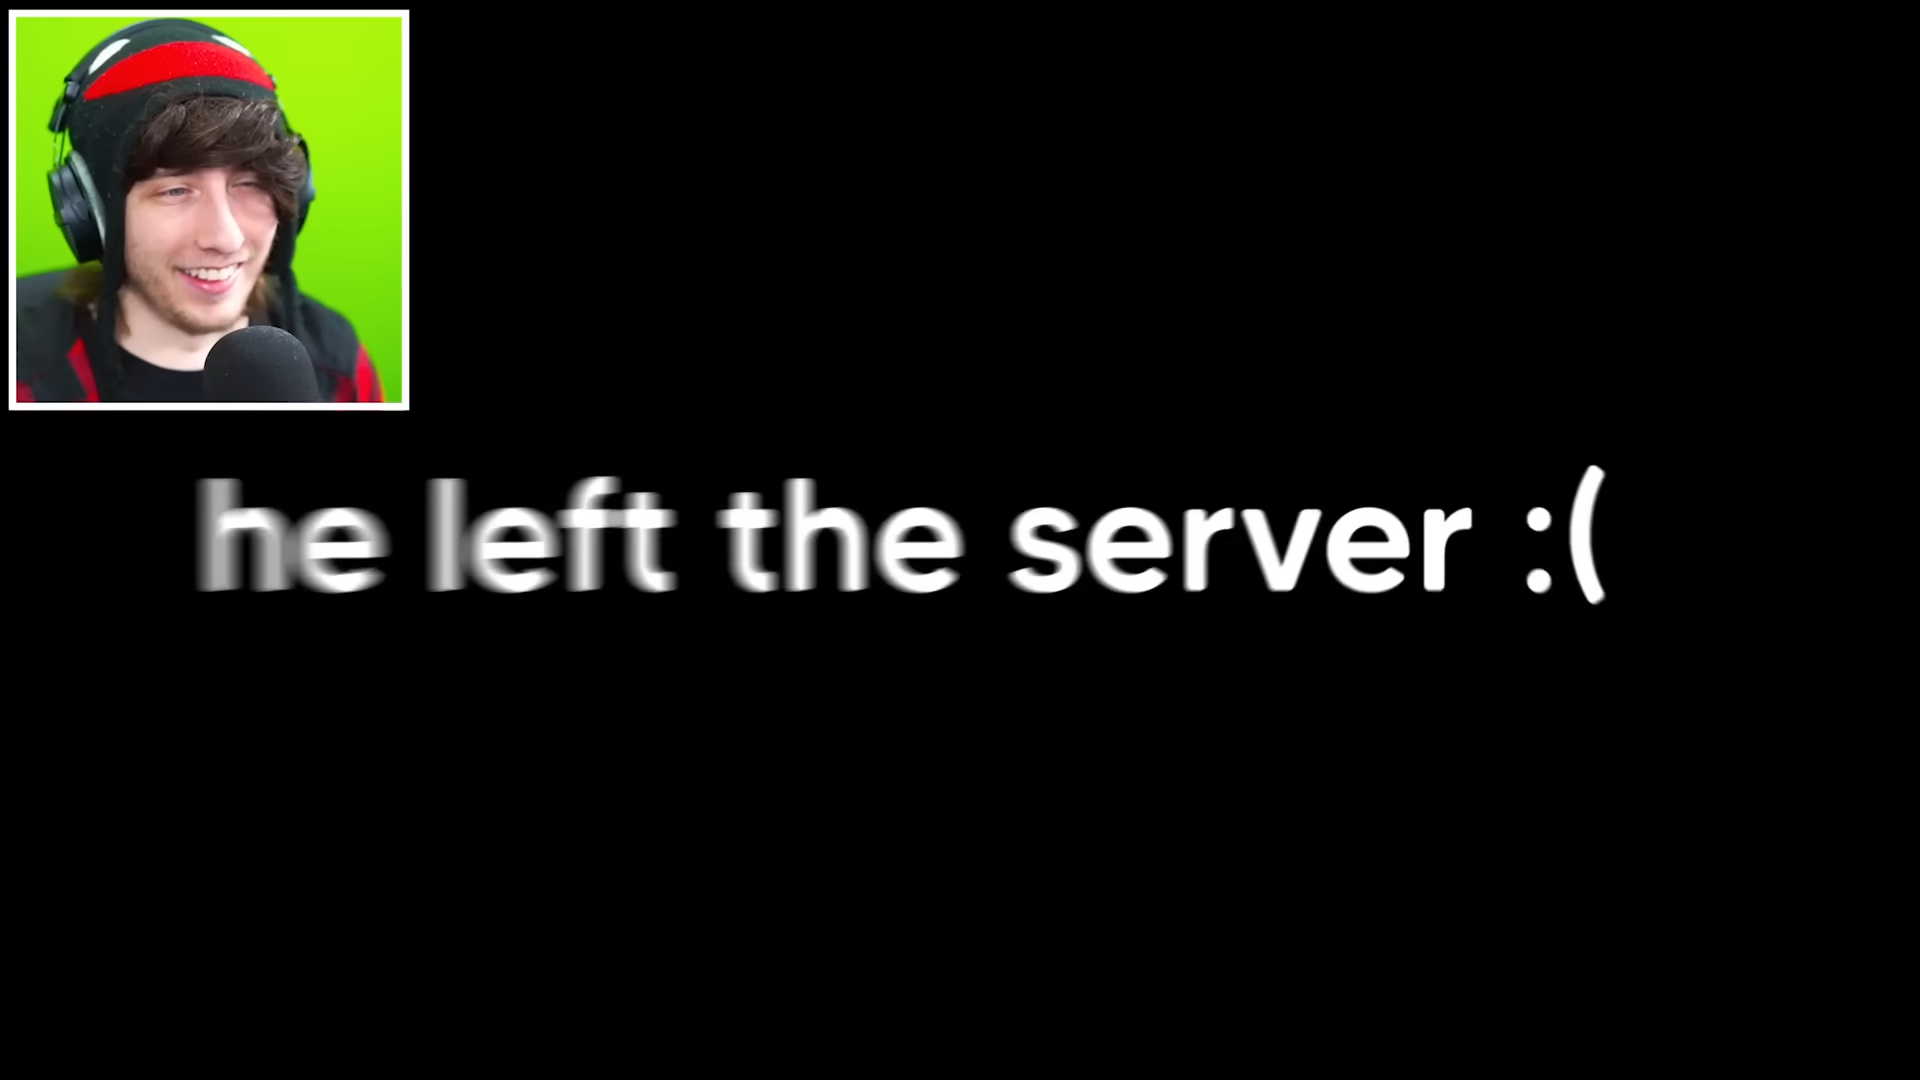 he left the server :(